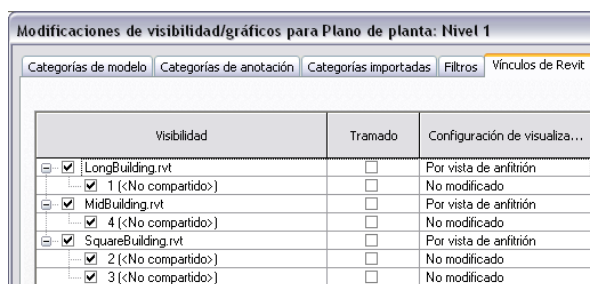 Modificaciones de visibilidad/gráficos para Plano de planta: Nivel 1
Categorías de modelo Categorías de anotación Categorías importadas Filtros Vínculos de Revit
Visibilidad Tramado Configuración de visualiza...
LongBuilding.rvt Por vista de anfitrión
1 (<No compartido>) No modificado
MidBuilding.rvt Por vista de anfitrión
4 (<No compartido>) No modificado
SquareBuilding.rvt Por vista de anfitrión
2 (<No compartido>) No modificado
3 (<No compartido>) No modificado